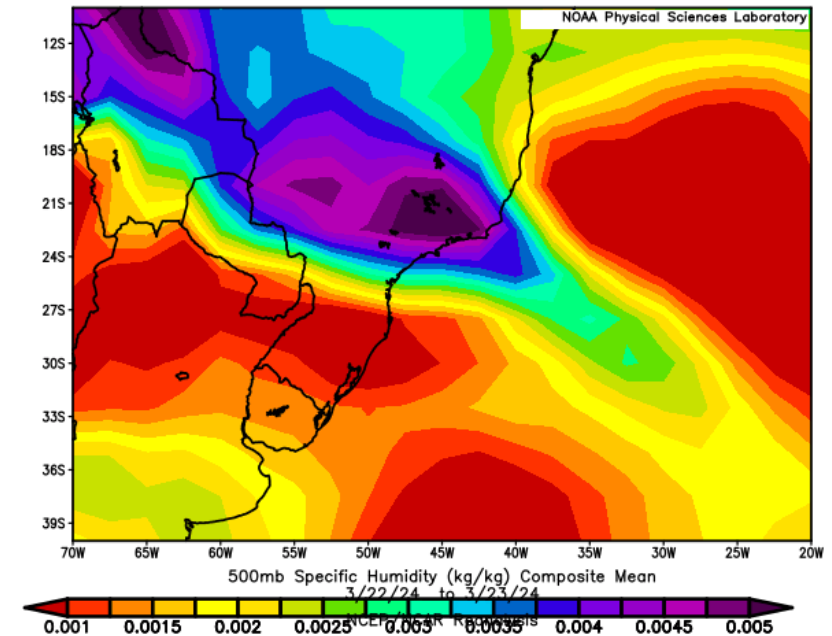 NOAA Physical Sciences Laboratory
12S
15S
18S
21S
24S
27S
30S
33S
36S
39S
70W 65W 60W 55W 50W 45W 40W 35W 30W 25W 20W
500mb Specific Humidity (kg/kg) Composite Mean
3/22/24 to 3/23/24
NCEP/NCAR Reanalysis
0.001 0.0015 0.002 0.0025 0.003 0.0035 0.004 0.0045 0.005